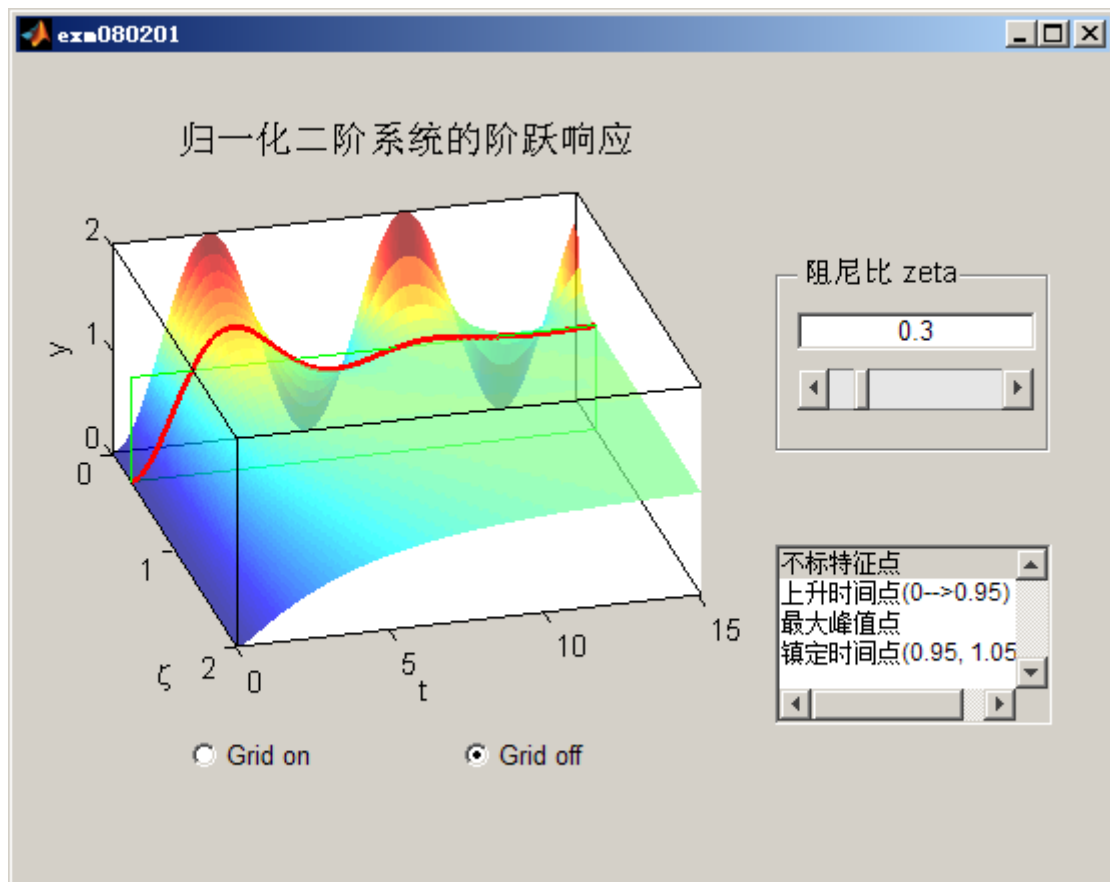 exm080201
归一化二阶系统的阶跃响应
2
1
0
y
0
1
2
ζ
0
5
10
15
t
阻尼比 zeta
0.3
不标特征点
上升时间点(0-->0.95)
最大峰值点
镇定时间点(0.95, 1.05
Grid on
Grid off